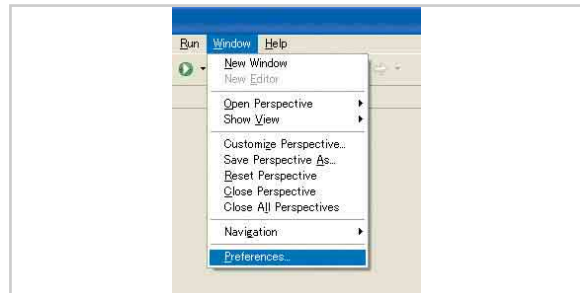 Run Window Help
New Window
New Editor
Open Perspective
Show View
Customize Perspective...
Save Perspective As...
Reset Perspective
Close Perspective
Close All Perspectives
Navigation
Preferences...